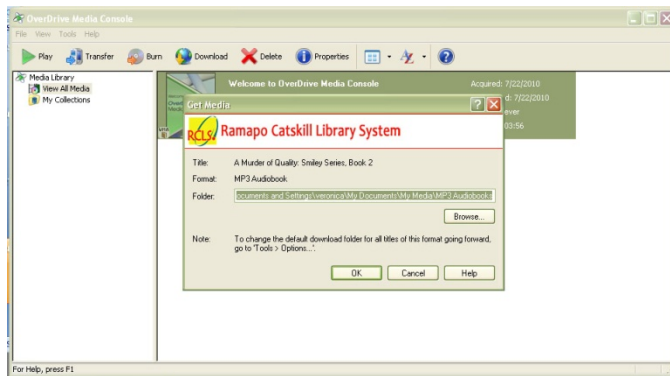 OverDrive Media Console
File View Tools Help
Play Transfer Burn Download Delete Properties
Media Library
View All Media
My Collections
Welcome to OverDrive Media Console
Acquired: 7/22/2010
d: 7/22/2010
ever
03:56
Get Media
RCLS Ramapo Catskill Library System
Title: A Murder of Quality: Smiley Series, Book 2
Format: MP3 Audiobook
Folder: ocuments and Settings\veronica\My Documents\My Media\MP3 Audiobooks
Browse...
Note: To change the default download folder for all titles of this format going forward,
go to 'Tools > Options...'.
OK Cancel Help
For Help, press F1